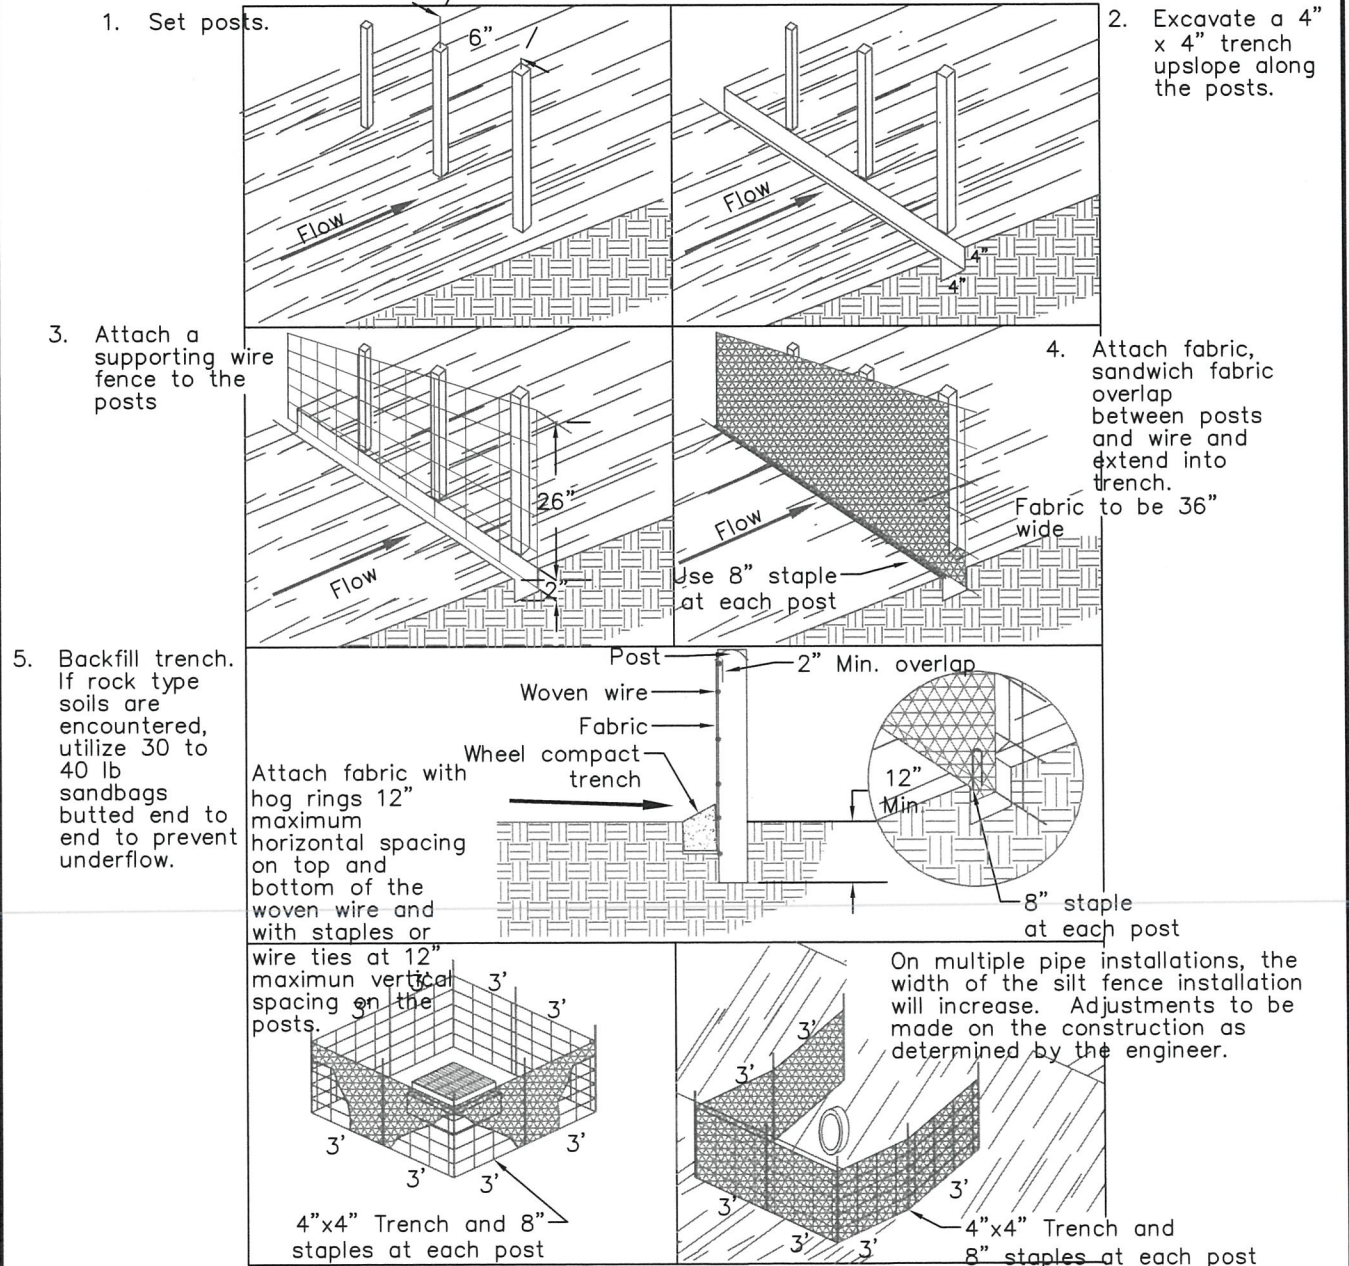 1. Set posts.
6”
2. Excavate a 4”
x 4” trench
upslope along
the posts.
Flow
Flow
4”
4”
3. Attach a
supporting wire
fence to the
posts
26”
2”
Flow
4. Attach fabric,
sandwich fabric
overlap
between posts
and wire and
extend into
trench.
Fabric to be 36”
wide
Flow
Use 8” staple
at each post
5. Backfill trench.
If rock type
soils are
encountered,
utilize 30 to
40 lb
sandbags
butted end to
end to prevent
underflow.
Attach fabric with
hog rings 12”
maximum
horizontal spacing
on top and
bottom of the
woven wire and
with staples or
wire ties at 12”
maximun vertical
spacing on the
posts.
Post
2” Min. overlap
Woven wire
Fabric
Wheel compact
trench
12”
Min.
8” staple
at each post
3’
3’
3’
3’
3’
3’
3’
3’
4”x4” Trench and 8”
staples at each post
On multiple pipe installations, the
width of the silt fence installation
will increase. Adjustments to be
made on the construction as
determined by the engineer.
3’
3’
3’
3’
3’
3’
4”x4” Trench and
8” staples at each post